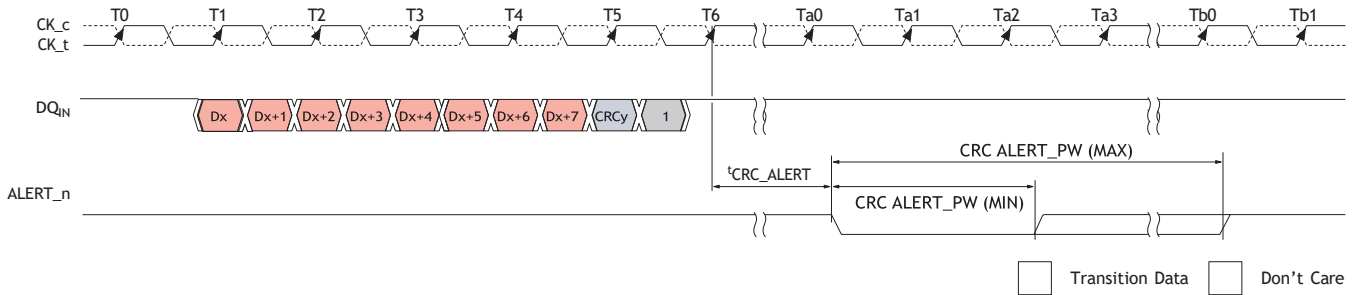 T0 T1 T2 T3 T4 T5 T6 Ta0 Ta1 Ta2 Ta3 Tb0 Tb1
CK_c
CK_t
DQIN
Dx Dx+1 Dx+2 Dx+3 Dx+4 Dx+5 Dx+6 Dx+7 CRCy 1
CRC ALERT_PW (MAX)
tCRC_ALERT
CRC ALERT_PW (MIN)
ALERT_n
Transition Data Don't Care